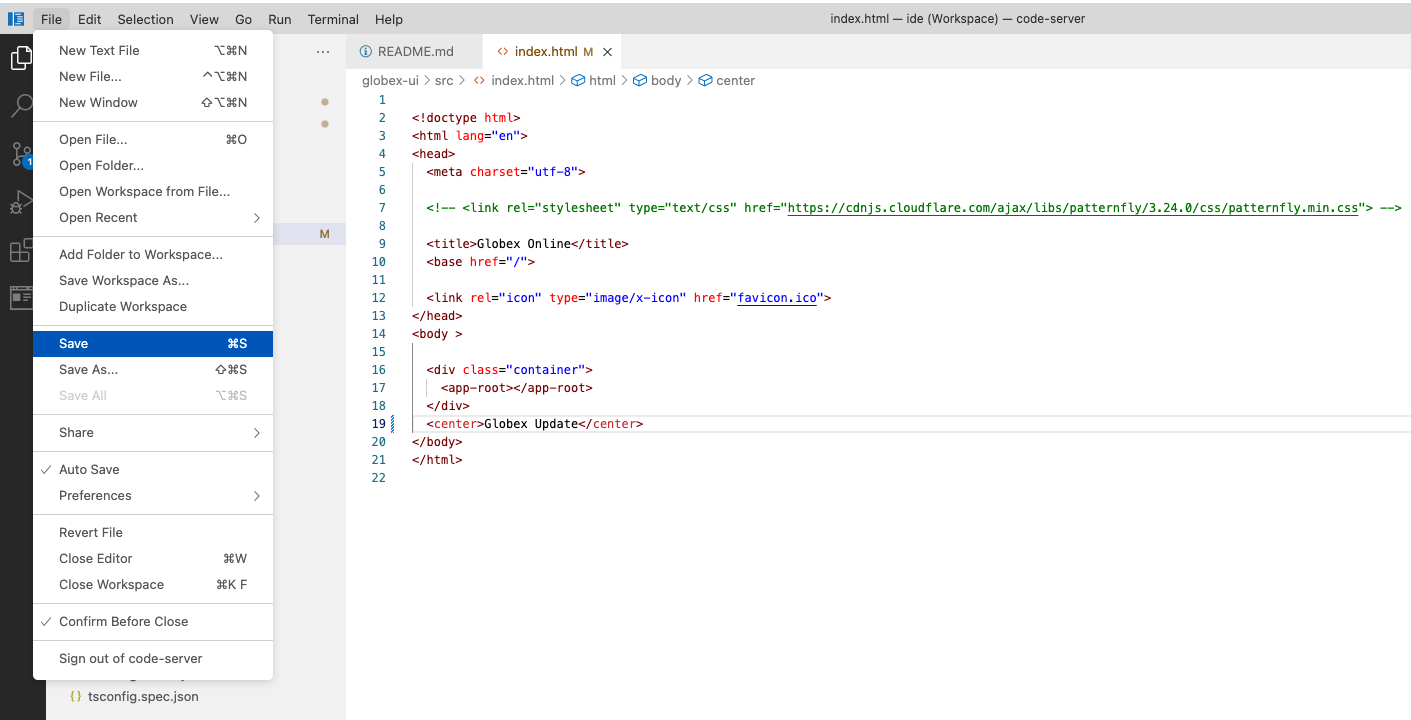 File Edit Selection View Go Run Terminal Help
index.html — ide (Workspace) — code-server
New Text File ⌥⌘N
New File... ^⌥⌘N
New Window ⇧⌥⌘N
Open File... ⌘O
Open Folder...
Open Workspace from File...
Open Recent
Add Folder to Workspace...
Save Workspace As...
Duplicate Workspace
Save ⌘S
Save As... ⇧⌘S
Save All ⌥⌘S
Share
Auto Save
Preferences
Revert File
Close Editor ⌘W
Close Workspace ⌘K F
Confirm Before Close
Sign out of code-server
1
M
{} tsconfig.spec.json
README.md
<> index.html M ×
globex-ui > src > <> index.html > html > body > center
1
2 <!doctype html>
3 <html lang="en">
4 <head>
5 <meta charset="utf-8">
6
7 <!-- <link rel="stylesheet" type="text/css" href="https://cdnjs.cloudflare.com/ajax/libs/patternfly/3.24.0/css/patternfly.min.css"> -->
8
9 <title>Globex Online</title>
10 <base href="/">
11
12 <link rel="icon" type="image/x-icon" href="favicon.ico">
13 </head>
14 <body >
15
16 <div class="container">
17 <app-root></app-root>
18 </div>
19 <center>Globex Update</center>
20 </body>
21 </html>
22